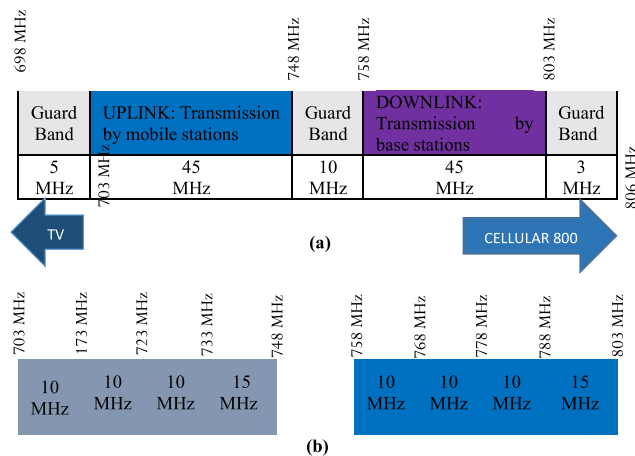 698 MHz
748 MHz
758 MHz
803 MHz
Guard
Band
UPLINK: Transmission
by mobile stations
Guard
Band
DOWNLINK:
Transmission by
base stations
Guard
Band
5
MHz
703 MHz
45
MHz
10
MHz
45
MHz
3
MHz
806 MHz
TV
CELLULAR 800
(a)
703 MHz
173 MHz
723 MHz
733 MHz
748 MHz
758 MHz
768 MHz
778 MHz
788 MHz
803 MHz
10
MHz
10
MHz
10
MHz
15
MHz
10
MHz
10
MHz
10
MHz
15
MHz
(b)